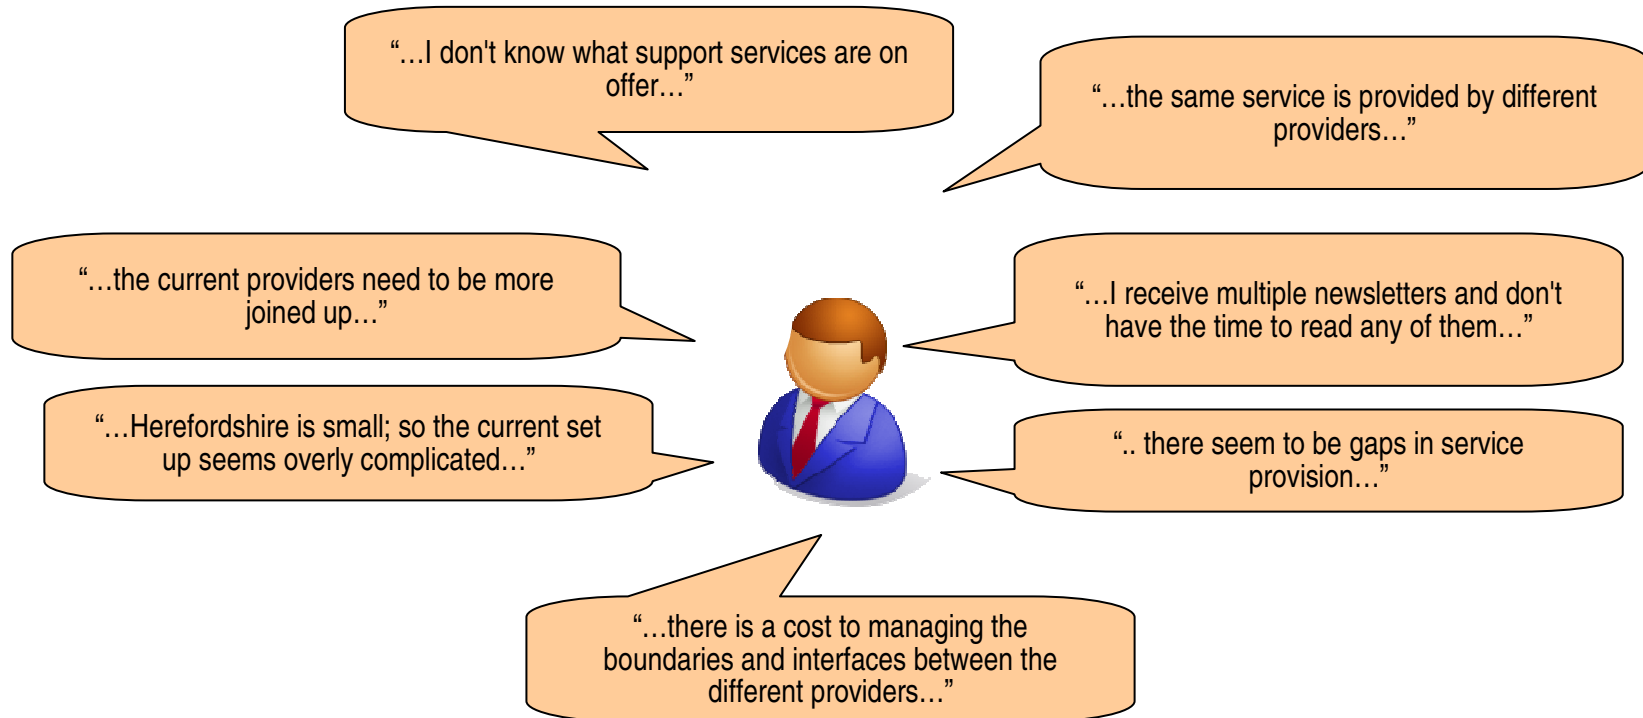 “…I don't know what support services are on
offer…”
“…the same service is provided by different
providers…”
“…the current providers need to be more
joined up…”
“…I receive multiple newsletters and don't
have the time to read any of them…”
“…Herefordshire is small; so the current set
up seems overly complicated…”
“.. there seem to be gaps in service
provision…”
“…there is a cost to managing the
boundaries and interfaces between the
different providers…”